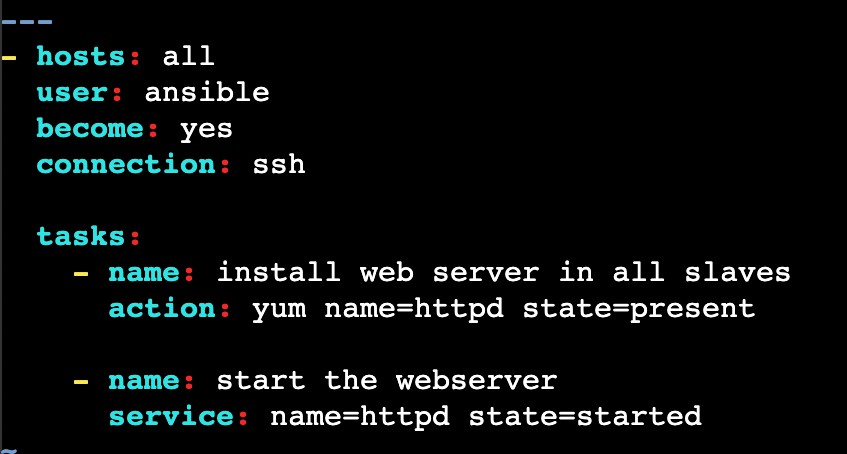 ---
- hosts: all
  user: ansible
  become: yes
  connection: ssh

  tasks:
    - name: install web server in all slaves
      action: yum name=httpd state=present

    - name: start the webserver
      service: name=httpd state=started
~